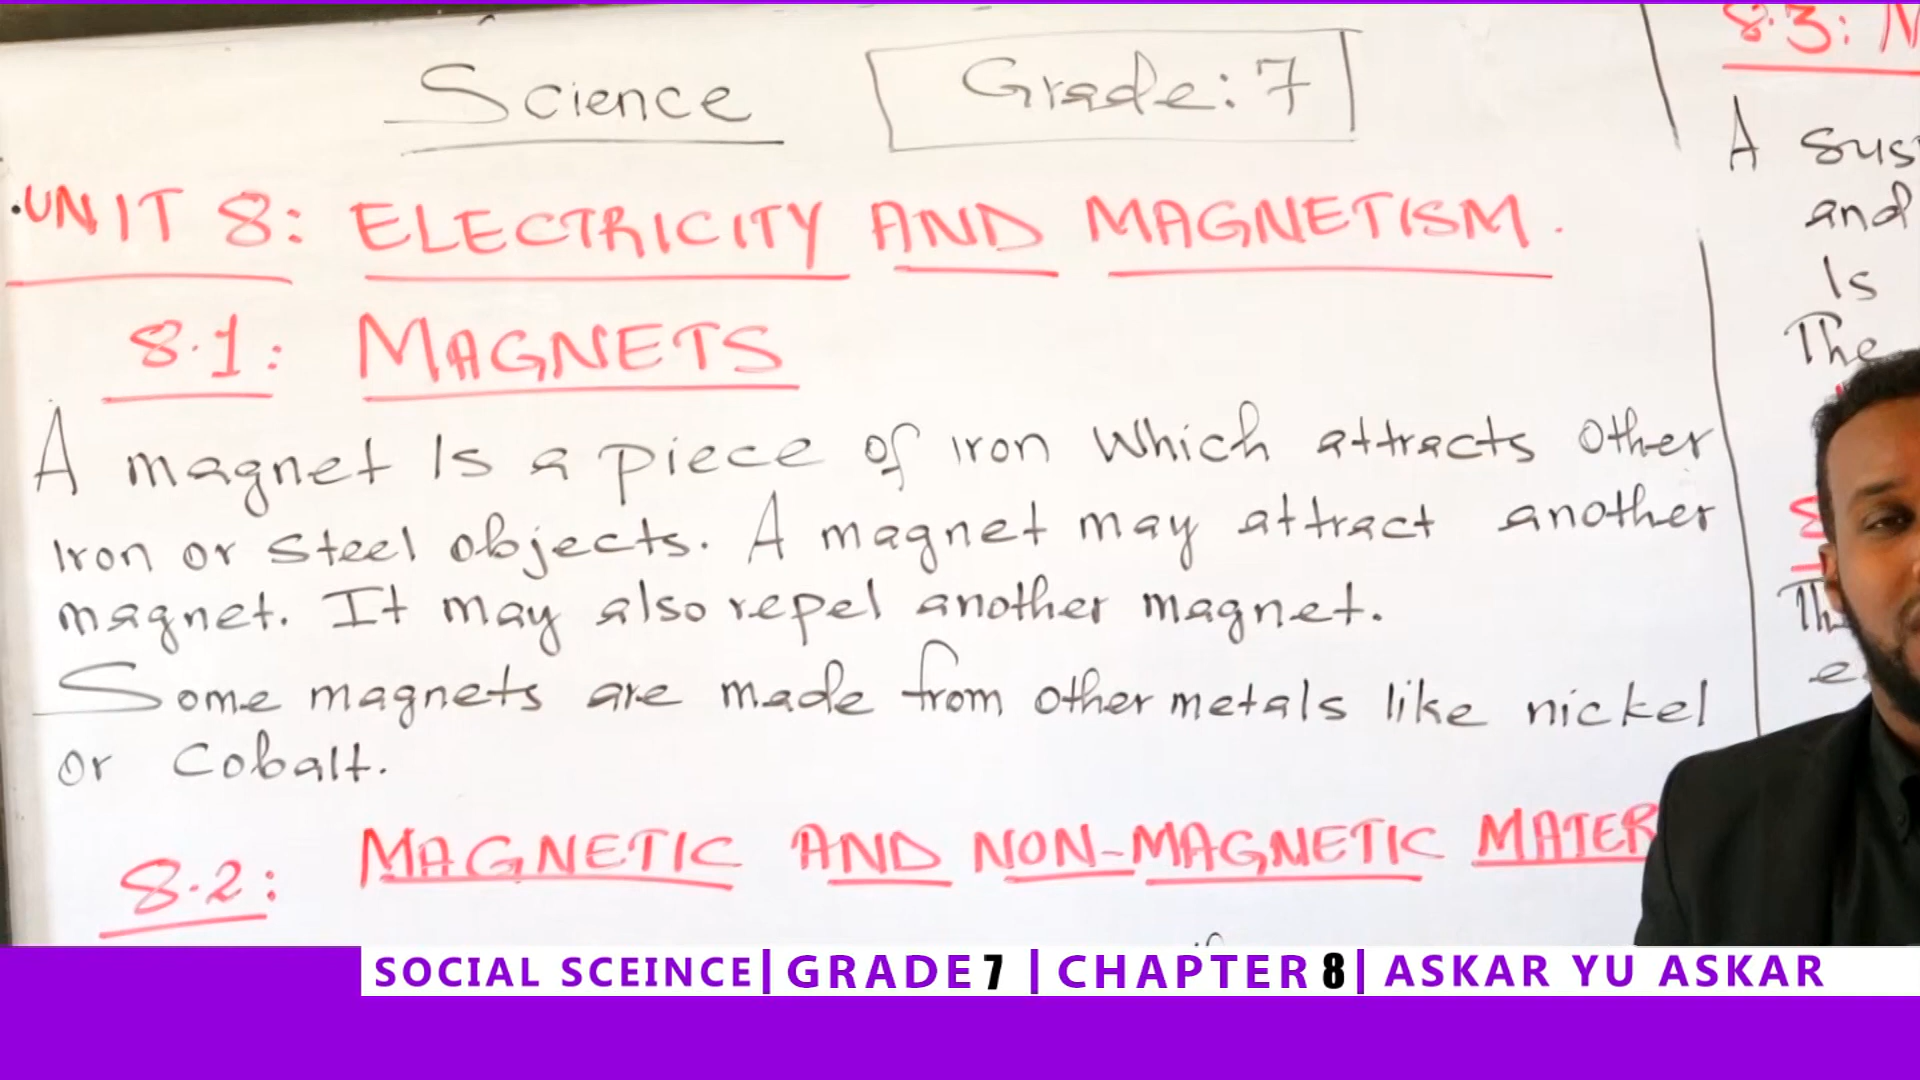 Science
Grade: 7
UNIT 8: ELECTRICITY AND MAGNETISM.
8.1: MAGNETS
A magnet Is a piece of iron Which attracts Other
Iron or Steel objects. A magnet may attract another
magnet. It may also repel another magnet.
Some magnets are made from other metals like nickel
or Cobalt.
8.2: MAGNETIC AND NON-MAGNETIC MATER
8.3:
A
and
Is
The
SOCIAL SCEINCE| GRADE 7 | CHAPTER 8| ASKAR YU ASKAR